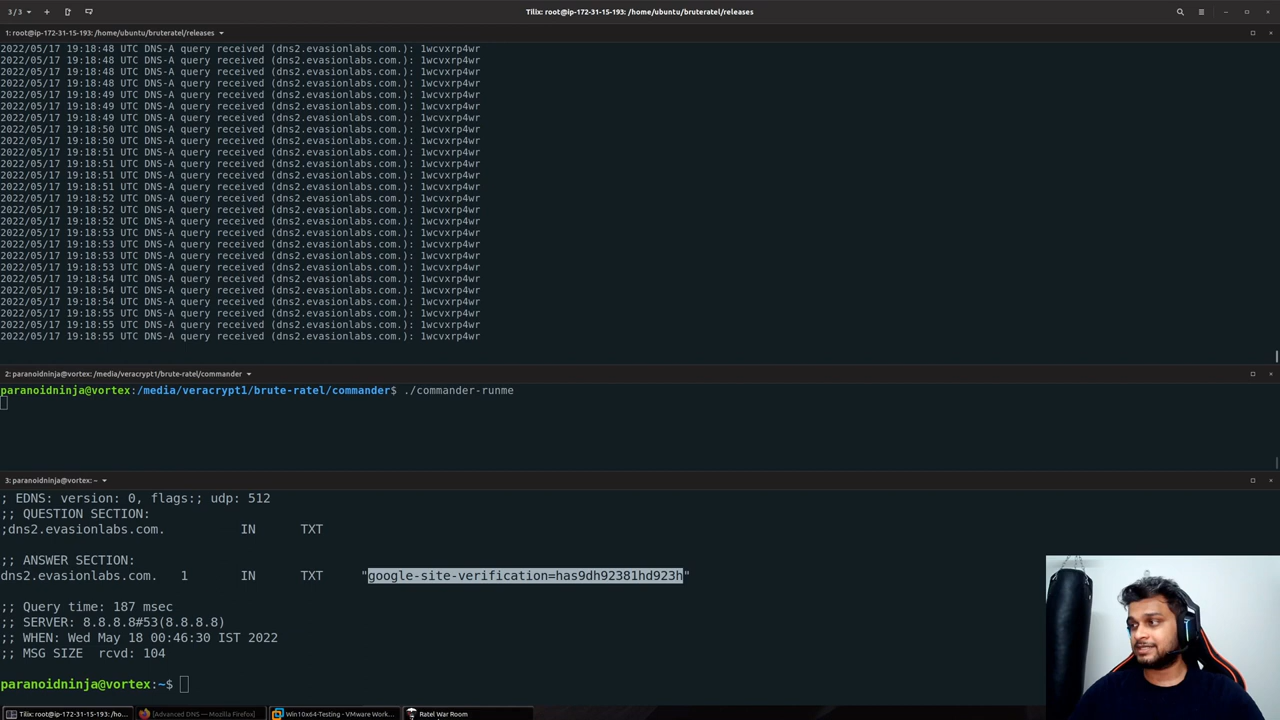 3 / 3
Tilix: root@ip-172-31-15-193: /home/ubuntu/bruteratel/releases
1: root@ip-172-31-15-193: /home/ubuntu/bruteratel/releases
2022/05/17 19:18:48 UTC DNS-A query received (dns2.evasionlabs.com.): 1wcvxrp4wr
2022/05/17 19:18:48 UTC DNS-A query received (dns2.evasionlabs.com.): 1wcvxrp4wr
2022/05/17 19:18:48 UTC DNS-A query received (dns2.evasionlabs.com.): 1wcvxrp4wr
2022/05/17 19:18:48 UTC DNS-A query received (dns2.evasionlabs.com.): 1wcvxrp4wr
2022/05/17 19:18:49 UTC DNS-A query received (dns2.evasionlabs.com.): 1wcvxrp4wr
2022/05/17 19:18:49 UTC DNS-A query received (dns2.evasionlabs.com.): 1wcvxrp4wr
2022/05/17 19:18:49 UTC DNS-A query received (dns2.evasionlabs.com.): 1wcvxrp4wr
2022/05/17 19:18:50 UTC DNS-A query received (dns2.evasionlabs.com.): 1wcvxrp4wr
2022/05/17 19:18:50 UTC DNS-A query received (dns2.evasionlabs.com.): 1wcvxrp4wr
2022/05/17 19:18:51 UTC DNS-A query received (dns2.evasionlabs.com.): 1wcvxrp4wr
2022/05/17 19:18:51 UTC DNS-A query received (dns2.evasionlabs.com.): 1wcvxrp4wr
2022/05/17 19:18:51 UTC DNS-A query received (dns2.evasionlabs.com.): 1wcvxrp4wr
2022/05/17 19:18:51 UTC DNS-A query received (dns2.evasionlabs.com.): 1wcvxrp4wr
2022/05/17 19:18:52 UTC DNS-A query received (dns2.evasionlabs.com.): 1wcvxrp4wr
2022/05/17 19:18:52 UTC DNS-A query received (dns2.evasionlabs.com.): 1wcvxrp4wr
2022/05/17 19:18:52 UTC DNS-A query received (dns2.evasionlabs.com.): 1wcvxrp4wr
2022/05/17 19:18:53 UTC DNS-A query received (dns2.evasionlabs.com.): 1wcvxrp4wr
2022/05/17 19:18:53 UTC DNS-A query received (dns2.evasionlabs.com.): 1wcvxrp4wr
2022/05/17 19:18:53 UTC DNS-A query received (dns2.evasionlabs.com.): 1wcvxrp4wr
2022/05/17 19:18:53 UTC DNS-A query received (dns2.evasionlabs.com.): 1wcvxrp4wr
2022/05/17 19:18:54 UTC DNS-A query received (dns2.evasionlabs.com.): 1wcvxrp4wr
2022/05/17 19:18:54 UTC DNS-A query received (dns2.evasionlabs.com.): 1wcvxrp4wr
2022/05/17 19:18:54 UTC DNS-A query received (dns2.evasionlabs.com.): 1wcvxrp4wr
2022/05/17 19:18:55 UTC DNS-A query received (dns2.evasionlabs.com.): 1wcvxrp4wr
2022/05/17 19:18:55 UTC DNS-A query received (dns2.evasionlabs.com.): 1wcvxrp4wr
2022/05/17 19:18:55 UTC DNS-A query received (dns2.evasionlabs.com.): 1wcvxrp4wr
2: paranoidninja@vortex: /media/veracrypt1/brute-ratel/commander
paranoidninja@vortex:/media/veracrypt1/brute-ratel/commander$ ./commander-runme
3: paranoidninja@vortex: ~
; EDNS: version: 0, flags:; udp: 512
;; QUESTION SECTION:
;dns2.evasionlabs.com. IN TXT
;; ANSWER SECTION:
dns2.evasionlabs.com. 1 IN TXT "google-site-verification=has9dh92381hd923h"
;; Query time: 187 msec
;; SERVER: 8.8.8.8#53(8.8.8.8)
;; WHEN: Wed May 18 00:46:30 IST 2022
;; MSG SIZE rcvd: 104
paranoidninja@vortex:~$
Tilix: root@ip-172-31-15-193: /ho...
[Advanced DNS — Mozilla Firefox]
Win10x64-Testing - VMware Work...
Ratel War Room